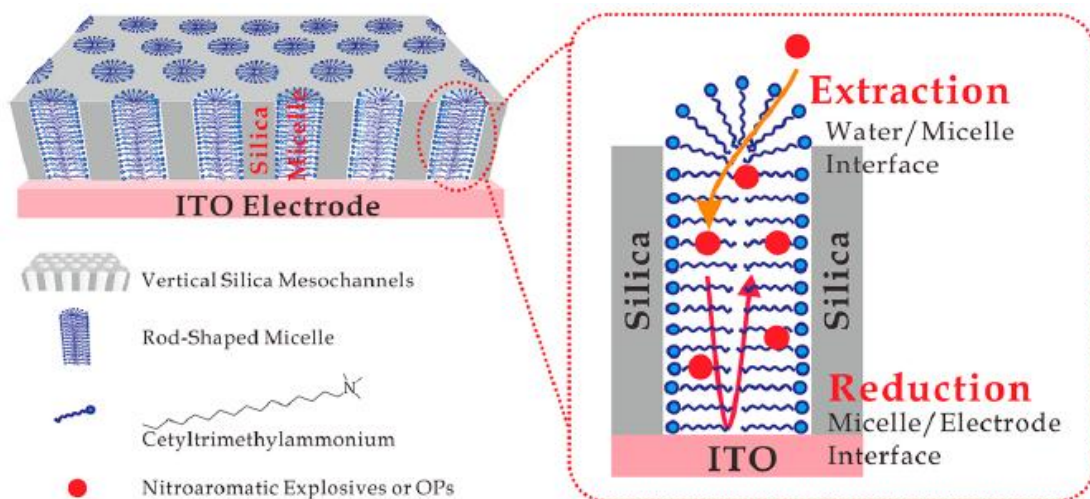 Silica
Micelle
ITO Electrode
Vertical Silica Mesochannels
Rod-Shaped Micelle
N
Cetyltrimethylammonium
Nitroaromatic Explosives or OPs
Extraction
Water/Micelle
Interface
Silica
Silica
Reduction
Micelle/Electrode
Interface
ITO